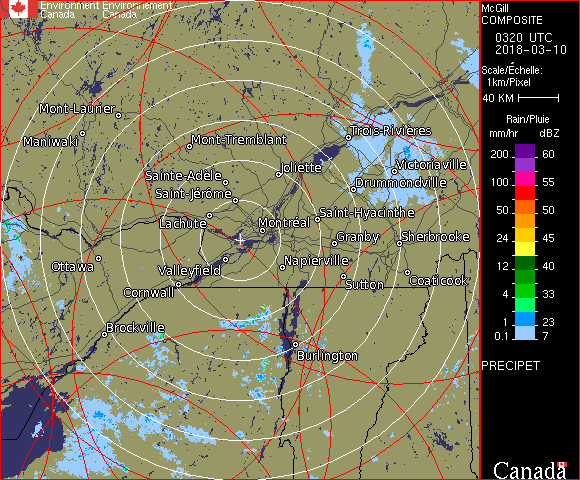 Environment Environnement
Canada Canada
McGill
COMPOSITE
0320 UTC
2018-03-10
Scale/Échelle:
1km/Pixel
40 KM
Rain/Pluie
mm/hr dBZ
200 60
100 55
50 50
24 45
12 40
4 33
1 23
0.1 7
PRECIPET
Canada
Mont-Laurier
Maniwaki
Mont-Tremblant
Trois-Rivières
Sainte-Adèle
Joliette
Victoriaville
Drummondville
Saint-Jérôme
Lachute
Montréal
Saint-Hyacinthe
Granby
Sherbrooke
Ottawa
Valleyfield
Napierville
Cornwall
Sutton
Coaticook
Brockville
Burlington